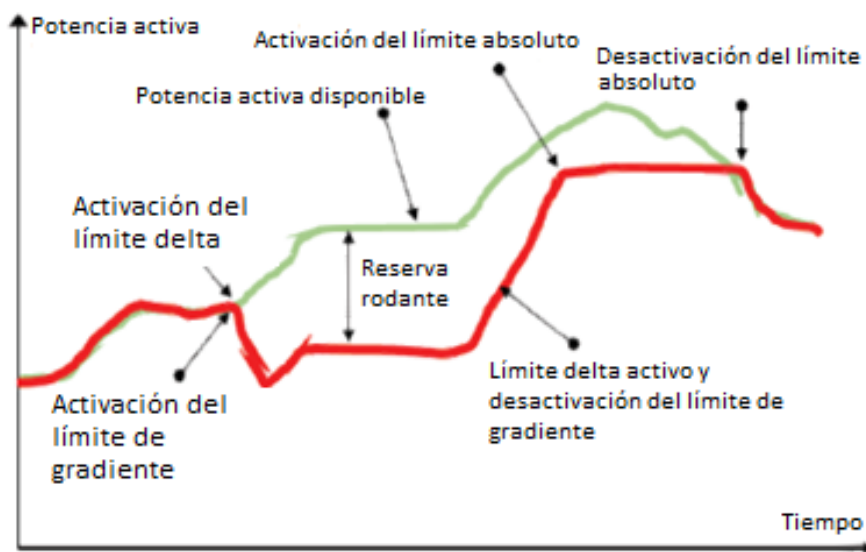 Potencia activa
Activación del límite absoluto
Desactivación del límite
absoluto
Potencia activa disponible
Activación del
límite delta
Reserva
rodante
Límite delta activo y
desactivación del límite de
gradiente
Activación del
límite de
gradiente
Tiempo